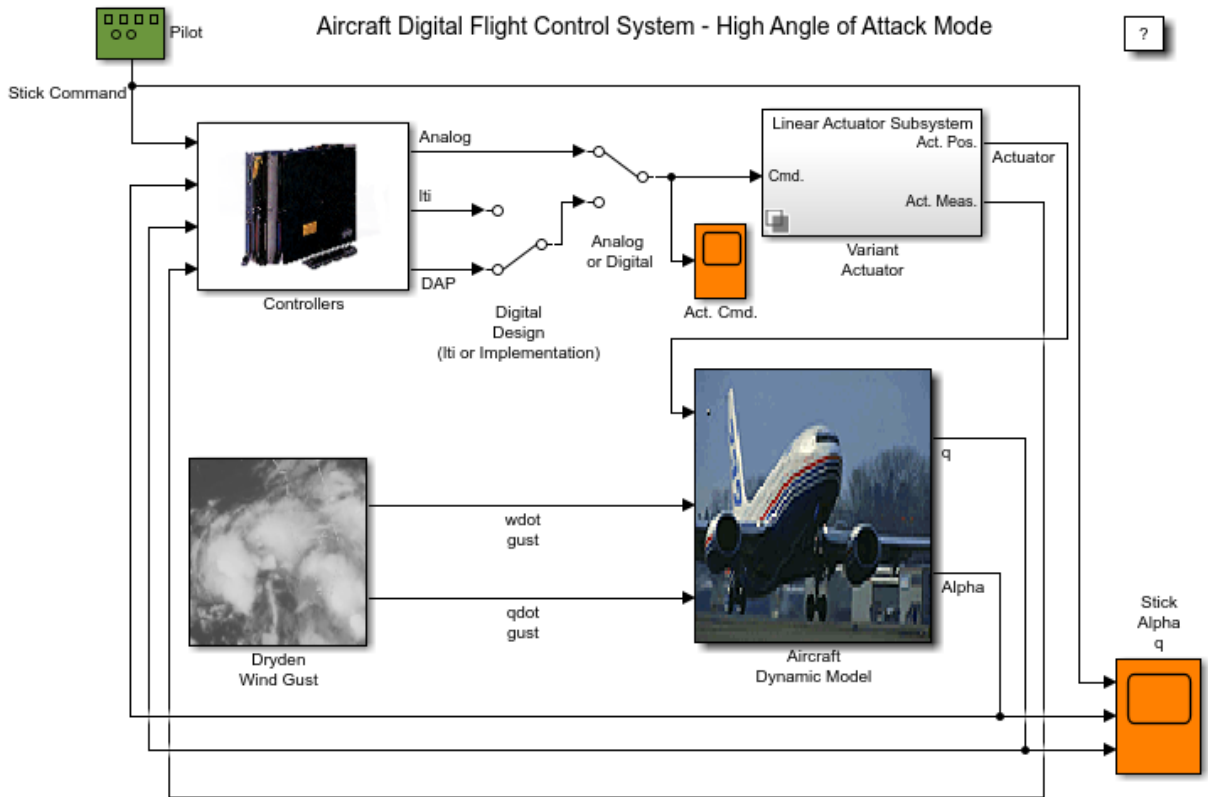 Aircraft Digital Flight Control System - High Angle of Attack Mode
?
Pilot
Stick Command
Analog
lti
DAP
Controllers
Digital
Design
(lti or Implementation)
Analog
or Digital
Act. Cmd.
Linear Actuator Subsystem
Act. Pos.
Cmd.
Act. Meas.
Variant
Actuator
Actuator
wdot
gust
qdot
gust
Dryden
Wind Gust
q
Alpha
Aircraft
Dynamic Model
Stick
Alpha
q